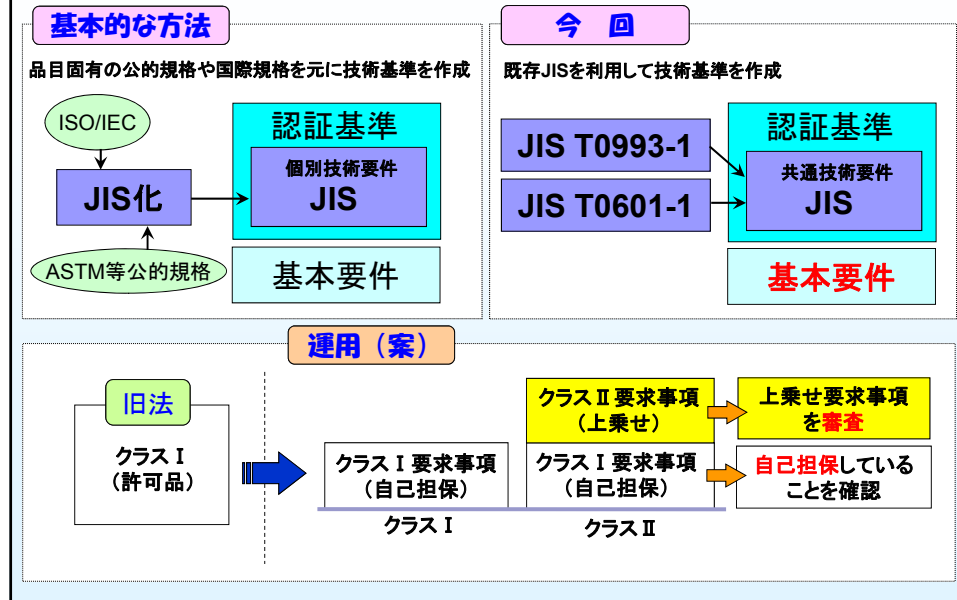 基本的な方法
品目固有の公的規格や国際規格を元に技術基準を作成
ISO/IEC
JIS化
ASTM等公的規格
認証基準
個別技術要件
JIS
基本要件
今 回
既存JISを利用して技術基準を作成
JIS T0993-1
JIS T0601-1
認証基準
共通技術要件
JIS
基本要件
運用（案）
旧法
クラスⅠ
（許可品）
クラスⅠ要求事項
（自己担保）
クラスⅠ
クラスⅡ要求事項
（上乗せ）
クラスⅠ要求事項
（自己担保）
クラスⅡ
上乗せ要求事項
を審査
自己担保している
ことを確認